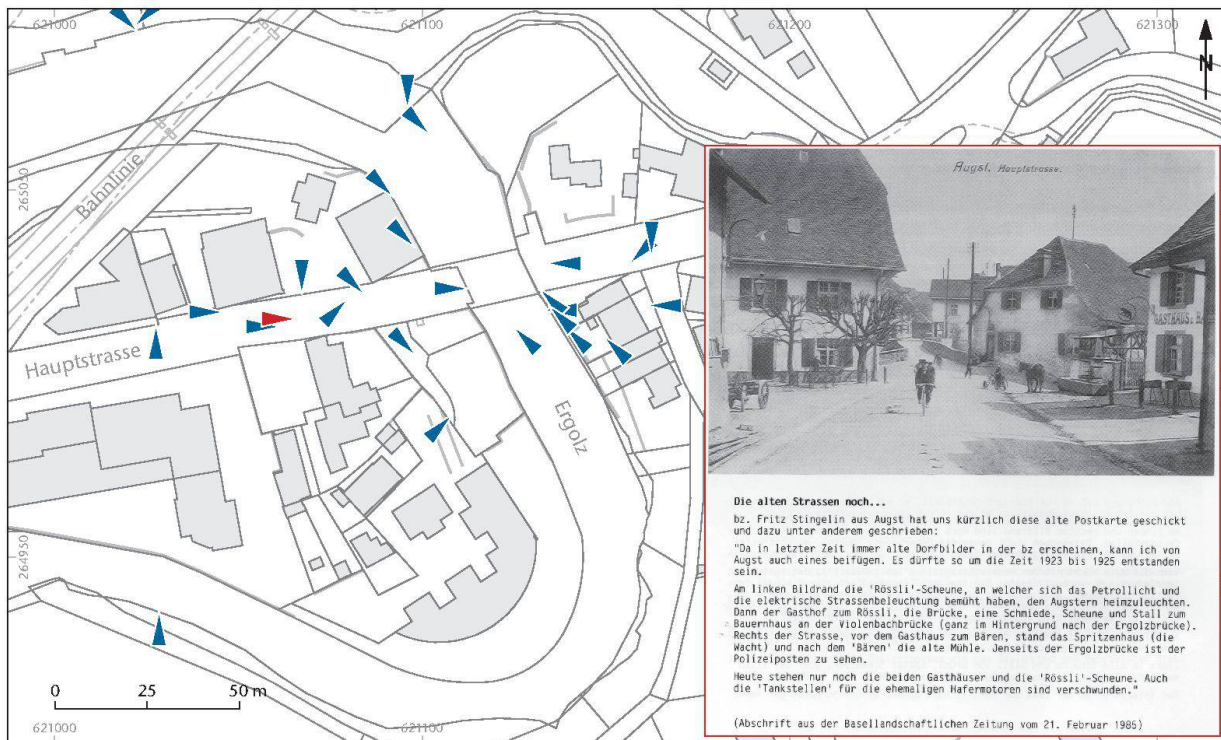 621000
621100
621200
621300
N
265050
Bahnlinie
Hauptstrasse
Ergolz
264950
0 25 50 m
621000
621100
Augst. Hauptstrasse.
GASTHAUS z. BÄ
Die alten Strassen noch...
bz. Fritz Stingelin aus Augst hat uns kürzlich diese alte Postkarte geschickt
und dazu unter anderem geschrieben:
"Da in letzter Zeit immer alte Dorfbilder in der bz erscheinen, kann ich von
Augst auch eines beifügen. Es dürfte so um die Zeit 1923 bis 1925 entstanden
sein.
Am linken Bildrand die 'Rössli'-Scheune, an welcher sich das Petrollicht und
die elektrische Strassenbeleuchtung bemüht haben, den Augstern heimzuleuchten.
Dann der Gasthof zum Rössli, die Brücke, eine Schmiede, Scheune und Stall zum
Bauernhaus an der Violenbachbrücke (ganz im Hintergrund nach der Ergolzbrücke).
Rechts der Strasse, vor dem Gasthaus zum Bären, stand das Spritzenhaus (die
Wacht) und nach dem 'Bären' die alte Mühle. Jenseits der Ergolzbrücke ist der
Polizeiposten zu sehen.
Heute stehen nur noch die beiden Gasthäuser und die 'Rössli'-Scheune. Auch
die 'Tankstellen' für die ehemaligen Hafermotoren sind verschwunden."
(Abschrift aus der Basellandschaftlichen Zeitung vom 21. Februar 1985)